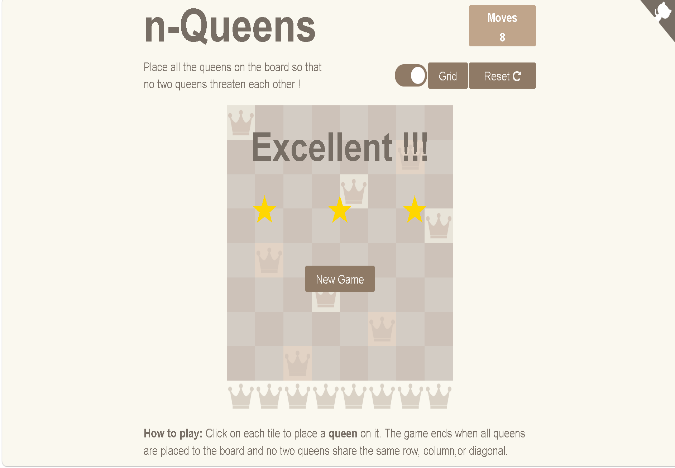 n-Queens
Moves
8
Place all the queens on the board so that
no two queens threaten each other !
Grid
Reset
Excellent !!!
New Game
How to play: Click on each tile to place a queen on it. The game ends when all queens
are placed to the board and no two queens share the same row, column,or diagonal.